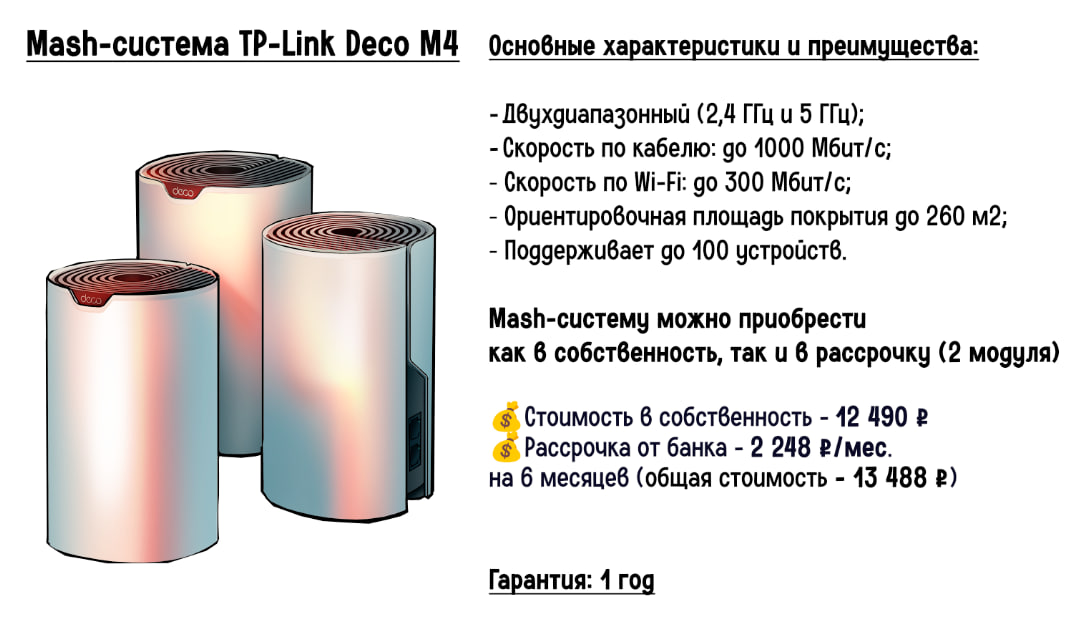 Mash-система TP-Link Deco M4
deco
deco
Основные характеристики и преимущества:
- Двухдиапазонный (2,4 ГГц и 5 ГГц);
- Скорость по кабелю: до 1000 Мбит/с;
- Скорость по Wi-Fi: до 300 Мбит/с;
- Ориентировочная площадь покрытия до 260 м2;
- Поддерживает до 100 устройств.
Mash-систему можно приобрести
как в собственность, так и в рассрочку (2 модуля)
💰Стоимость в собственность - 12 490 ₽
💰Рассрочка от банка - 2 248 ₽/мес.
на 6 месяцев (общая стоимость - 13 488 ₽)
Гарантия: 1 год